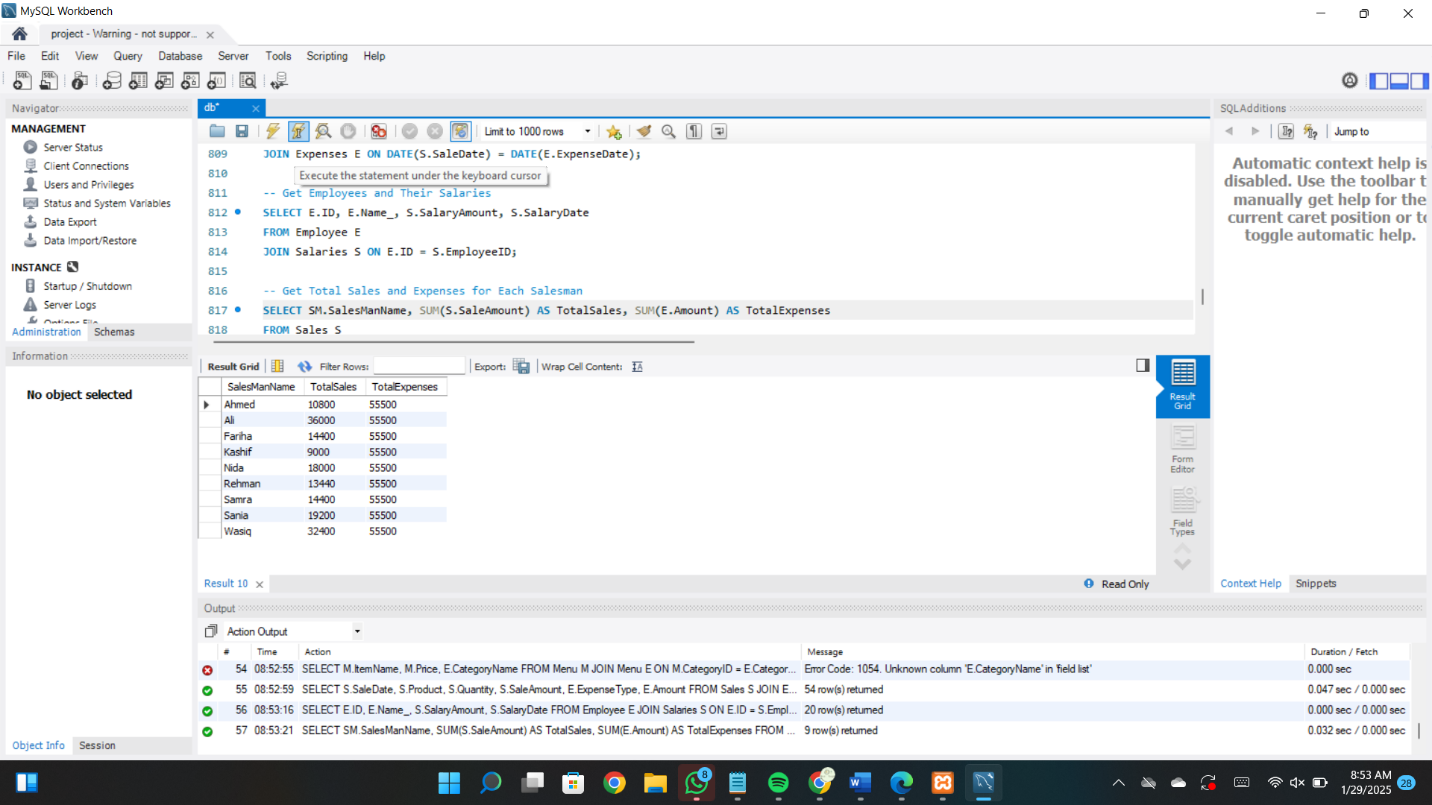 MySQL Workbench
project - Warning - not suppor...
File Edit View Query Database Server Tools Scripting Help
Navigator
MANAGEMENT
Server Status
Client Connections
Users and Privileges
Status and System Variables
Data Export
Data Import/Restore
INSTANCE
Startup / Shutdown
Server Logs
Options File
Administration Schemas
Information
No object selected
Object Info Session
db*
Limit to 1000 rows
809 JOIN Expenses E ON DATE(S.SaleDate) = DATE(E.ExpenseDate);
810
Execute the statement under the keyboard cursor
811 -- Get Employees and Their Salaries
812 SELECT E.ID, E.Name_, S.SalaryAmount, S.SalaryDate
813 FROM Employee E
814 JOIN Salaries S ON E.ID = S.EmployeeID;
815
816 -- Get Total Sales and Expenses for Each Salesman
817 SELECT SM.SalesManName, SUM(S.SaleAmount) AS TotalSales, SUM(E.Amount) AS TotalExpenses
818 FROM Sales S
Result Grid Filter Rows: Export: Wrap Cell Content:
SalesManName TotalSales TotalExpenses
Ahmed 10800 55500
Ali 36000 55500
Fariha 14400 55500
Kashif 9000 55500
Nida 18000 55500
Rehman 13440 55500
Samra 14400 55500
Sania 19200 55500
Wasiq 32400 55500
Result Grid
Form Editor
Field Types
Result 10
Read Only
SQLAdditions
Jump to
Automatic context help is
disabled. Use the toolbar t
manually get help for the
current caret position or to
toggle automatic help.
Context Help Snippets
Output
Action Output
# Time Action Message Duration / Fetch
54 08:52:55 SELECT M.ItemName, M.Price, E.CategoryName FROM Menu M JOIN Menu E ON M.CategoryID = E.Categor... Error Code: 1054. Unknown column 'E.CategoryName' in 'field list' 0.000 sec
55 08:52:59 SELECT S.SaleDate, S.Product, S.Quantity, S.SaleAmount, E.ExpenseType, E.Amount FROM Sales S JOIN E... 54 row(s) returned 0.047 sec / 0.000 sec
56 08:53:16 SELECT E.ID, E.Name_, S.SalaryAmount, S.SalaryDate FROM Employee E JOIN Salaries S ON E.ID = S.Empl... 20 row(s) returned 0.000 sec / 0.000 sec
57 08:53:21 SELECT SM.SalesManName, SUM(S.SaleAmount) AS TotalSales, SUM(E.Amount) AS TotalExpenses FROM ... 9 row(s) returned 0.032 sec / 0.000 sec
8
8:53 AM
1/29/2025
28